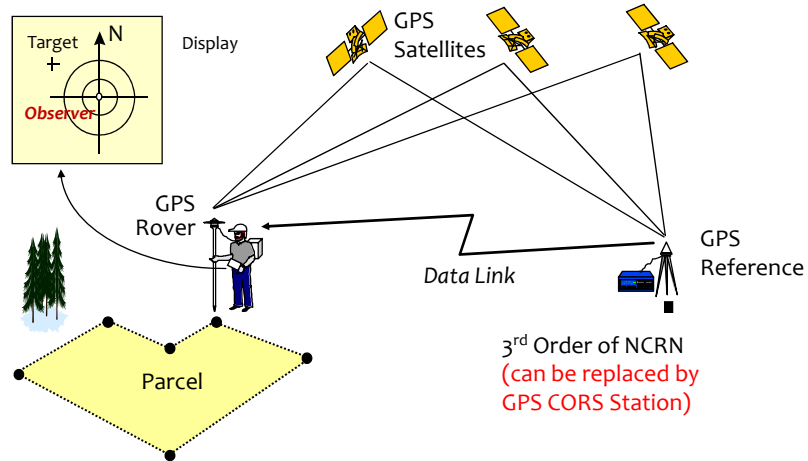 Target
N
Display
Observer
GPS
Satellites
GPS
Rover
Data Link
GPS
Reference
Parcel
3rd Order of NCRN
(can be replaced by
GPS CORS Station)